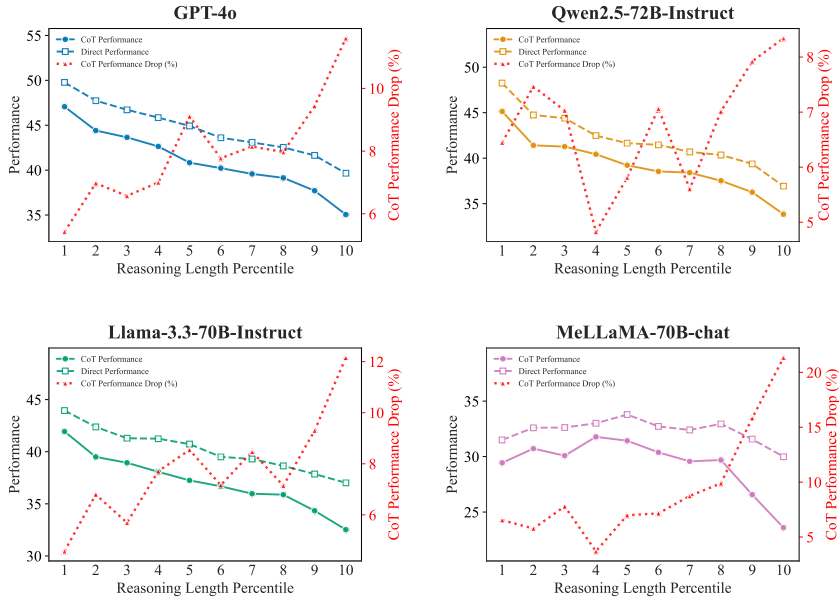 GPT-4o
55
50
45
40
35
Performance
CoT Performance
Direct Performance
CoT Performance Drop (%)
10
8
6
CoT Performance Drop (%)
1 2 3 4 5 6 7 8 9 10
Reasoning Length Percentile
Qwen2.5-72B-Instruct
50
45
40
35
Performance
CoT Performance
Direct Performance
CoT Performance Drop (%)
8
7
6
5
CoT Performance Drop (%)
1 2 3 4 5 6 7 8 9 10
Reasoning Length Percentile
Llama-3.3-70B-Instruct
45
40
35
30
Performance
CoT Performance
Direct Performance
CoT Performance Drop (%)
12
10
8
6
CoT Performance Drop (%)
1 2 3 4 5 6 7 8 9 10
Reasoning Length Percentile
MeLLaMA-70B-chat
35
30
25
Performance
CoT Performance
Direct Performance
CoT Performance Drop (%)
20
15
10
5
CoT Performance Drop (%)
1 2 3 4 5 6 7 8 9 10
Reasoning Length Percentile